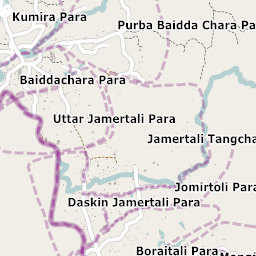 Kumira Para
Purba Baidda Chara Pa
Baiddachara Para
Uttar Jamertali Para
Jamertali Tangcha
Jomirtoli Para
Daskin Jamertali Para
Boraitali Para